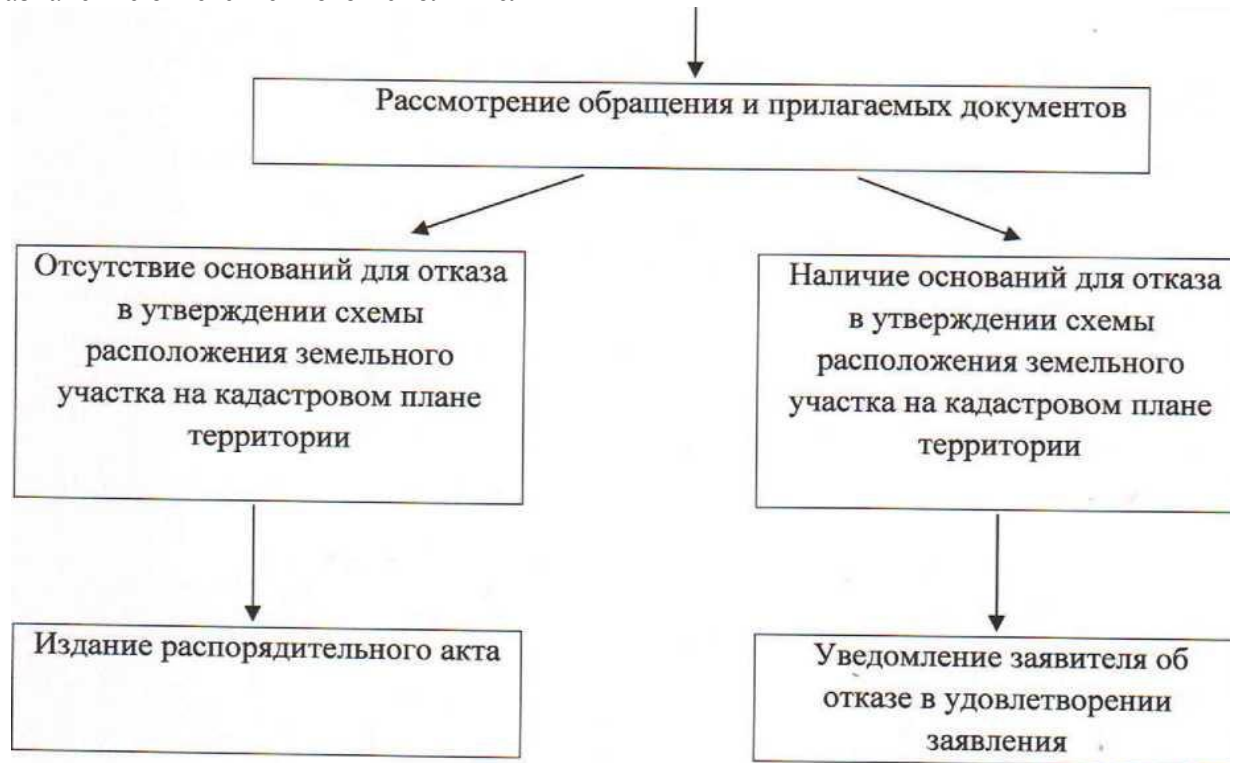 Рассмотрение обращения и прилагаемых документов
Отсутствие оснований для отказа
в утверждении схемы
расположения земельного
участка на кадастровом плане
территории
Наличие оснований для отказа
в утверждении схемы
расположения земельного
участка на кадастровом плане
территории
Издание распорядительного акта
Уведомление заявителя об
отказе в удовлетворении
заявления